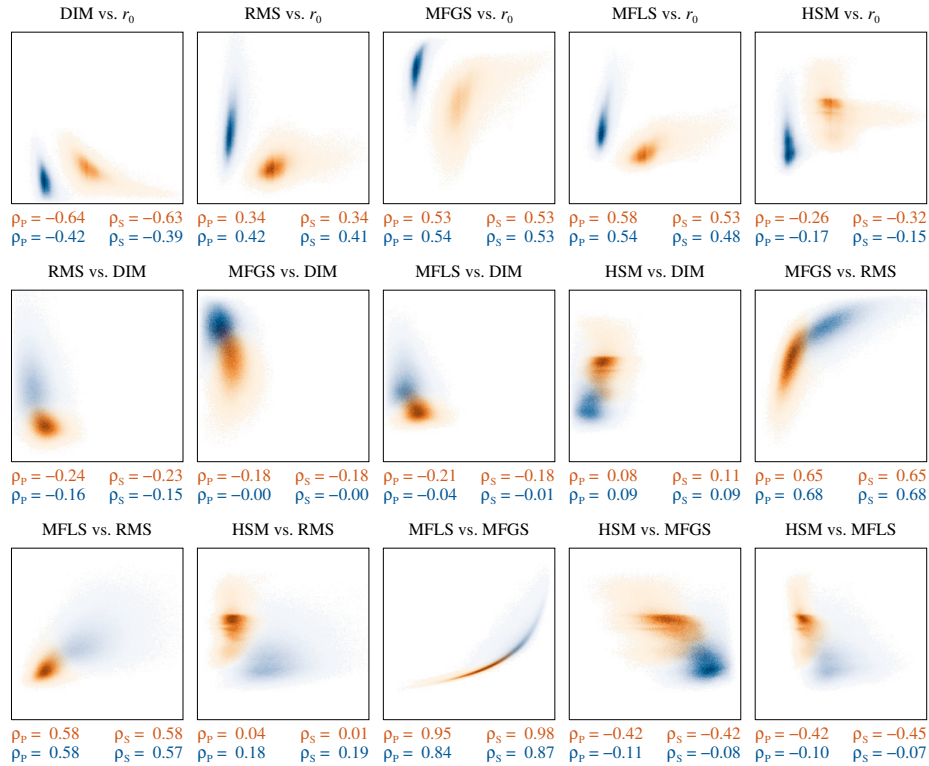 DIM vs. r₀ RMS vs. r₀ MFGS vs. r₀ MFLS vs. r₀ HSM vs. r₀
ρP = −0.64 ρS = −0.63 ρP = 0.34 ρS = 0.34 ρP = 0.53 ρS = 0.53 ρP = 0.58 ρS = 0.53 ρP = −0.26 ρS = −0.32
ρP = −0.42 ρS = −0.39 ρP = 0.42 ρS = 0.41 ρP = 0.54 ρS = 0.53 ρP = 0.54 ρS = 0.48 ρP = −0.17 ρS = −0.15
RMS vs. DIM MFGS vs. DIM MFLS vs. DIM HSM vs. DIM MFGS vs. RMS
ρP = −0.24 ρS = −0.23 ρP = −0.18 ρS = −0.18 ρP = −0.21 ρS = −0.18 ρP = 0.08 ρS = 0.11 ρP = 0.65 ρS = 0.65
ρP = −0.16 ρS = −0.15 ρP = −0.00 ρS = −0.00 ρP = −0.04 ρS = −0.01 ρP = 0.09 ρS = 0.09 ρP = 0.68 ρS = 0.68
MFLS vs. RMS HSM vs. RMS MFLS vs. MFGS HSM vs. MFGS HSM vs. MFLS
ρP = 0.58 ρS = 0.58 ρP = 0.04 ρS = 0.01 ρP = 0.95 ρS = 0.98 ρP = −0.42 ρS = −0.42 ρP = −0.42 ρS = −0.45
ρP = 0.58 ρS = 0.57 ρP = 0.18 ρS = 0.19 ρP = 0.84 ρS = 0.87 ρP = −0.11 ρS = −0.08 ρP = −0.10 ρS = −0.07